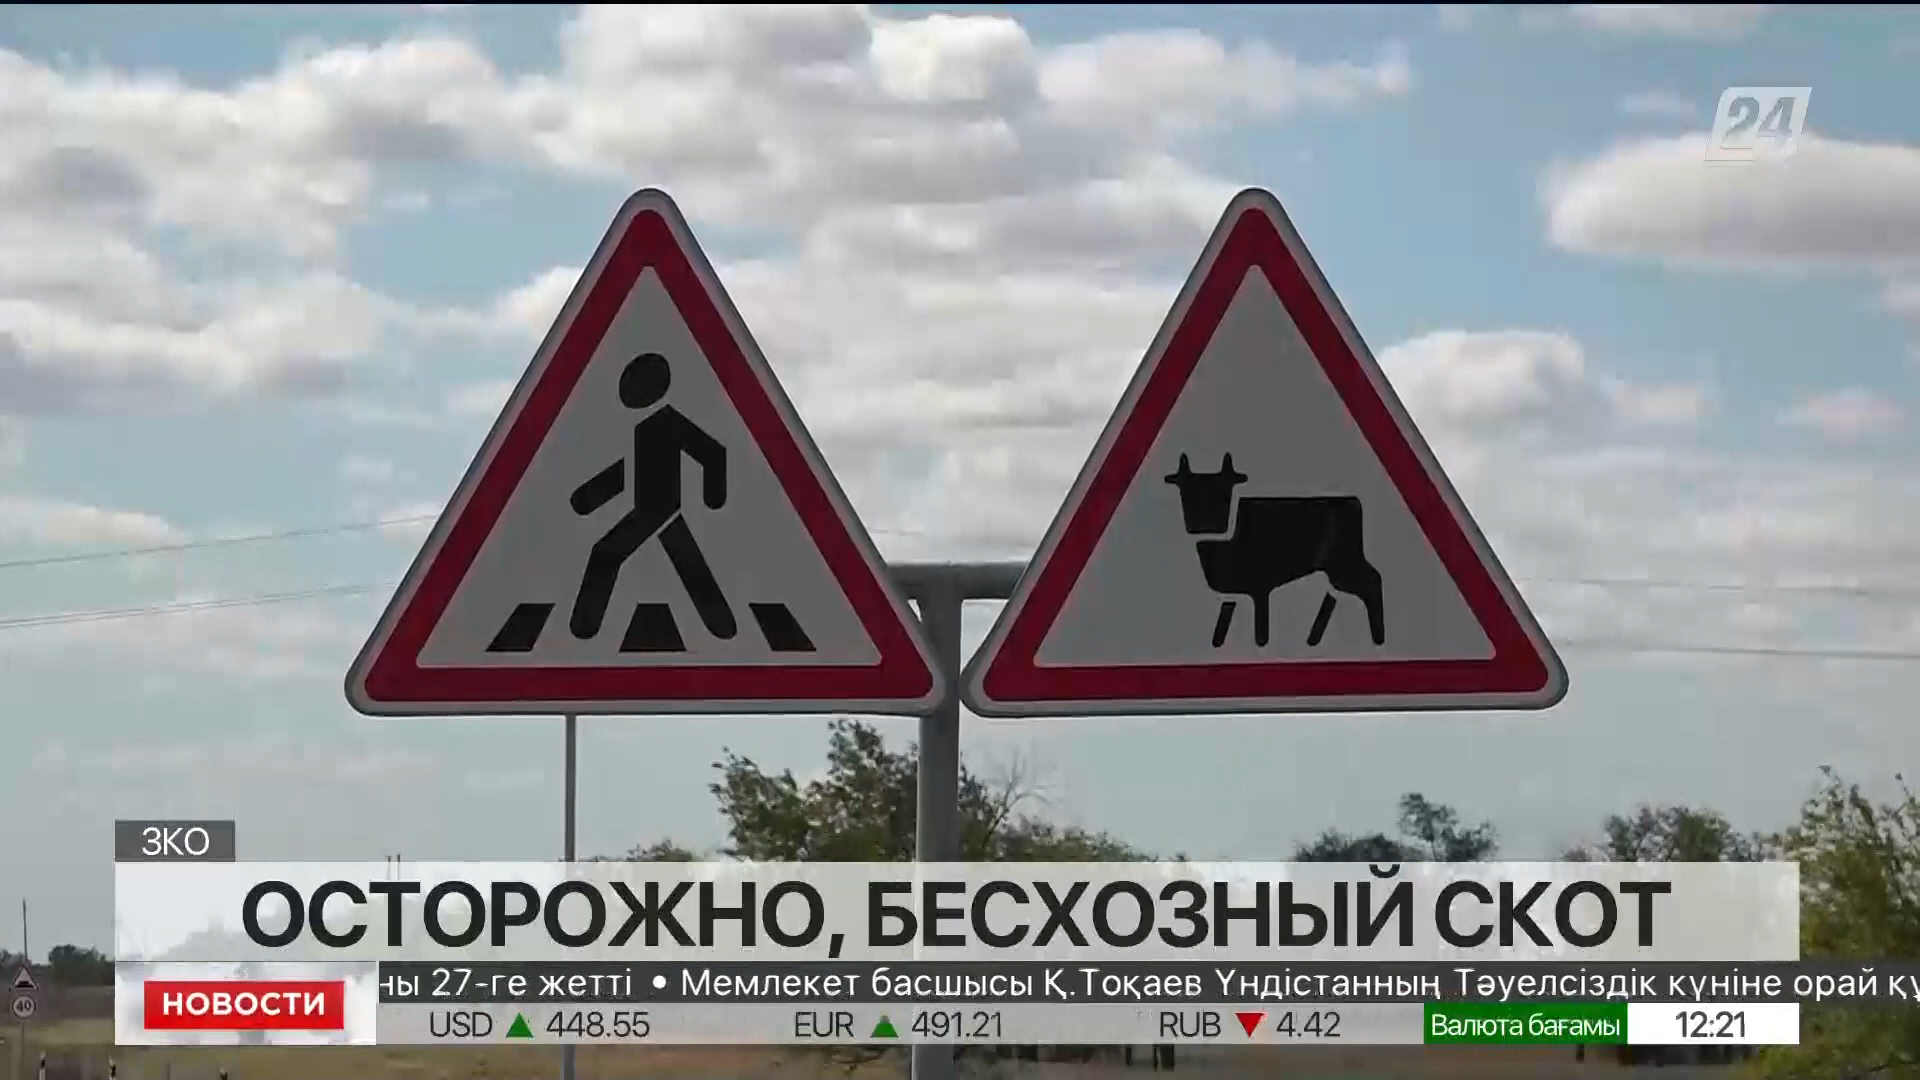 24
ЗКО
ОСТОРОЖНО, БЕСХОЗНЫЙ СКОТ
НОВОСТИ
ны 27-ге жетті • Мемлекет басшысы Қ.Тоқаев Үндістанның Тәуелсіздік күніне орай құ
USD ▲ 448.55 EUR ▲ 491.21 RUB ▼ 4.42 Валюта бағамы 12:21
40